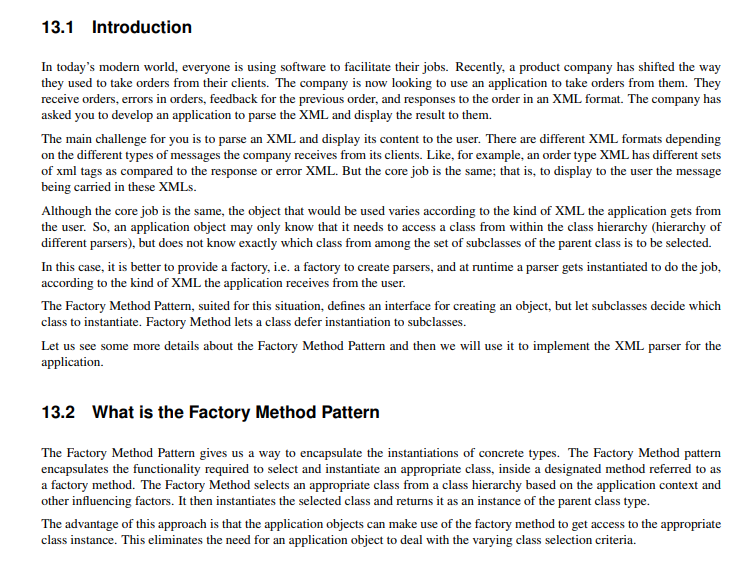 13.1 Introduction
In today's modern world, everyone is using software to facilitate their jobs. Recently, a product company has shifted the way
they used to take orders from their clients. The company is now looking to use an application to take orders from them. They
receive orders, errors in orders, feedback for the previous order, and responses to the order in an XML format. The company has
asked you to develop an application to parse the XML and display the result to them.
The main challenge for you is to parse an XML and display its content to the user. There are different XML formats depending
on the different types of messages the company receives from its clients. Like, for example, an order type XML has different sets
of xml tags as compared to the response or error XML. But the core job is the same; that is, to display to the user the message
being carried in these XMLs.
Although the core job is the same, the object that would be used varies according to the kind of XML the application gets from
the user. So, an application object may only know that it needs to access a class from within the class hierarchy (hierarchy of
different parsers), but does not know exactly which class from among the set of subclasses of the parent class is to be selected.
In this case, it is better to provide a factory, i.e. a factory to create parsers, and at runtime a parser gets instantiated to do the job,
according to the kind of XML the application receives from the user.
The Factory Method Pattern, suited for this situation, defines an interface for creating an object, but let subclasses decide which
class to instantiate. Factory Method lets a class defer instantiation to subclasses.
Let us see some more details about the Factory Method Pattern and then we will use it to implement the XML parser for the
application.
13.2 What is the Factory Method Pattern
The Factory Method Pattern gives us a way to encapsulate the instantiations of concrete types. The Factory Method pattern
encapsulates the functionality required to select and instantiate an appropriate class, inside a designated method referred to as
a factory method. The Factory Method selects an appropriate class from a class hierarchy based on the application context and
other influencing factors. It then instantiates the selected class and returns it as an instance of the parent class type.
The advantage of this approach is that the application objects can make use of the factory method to get access to the appropriate
class instance. This eliminates the need for an application object to deal with the varying class selection criteria.